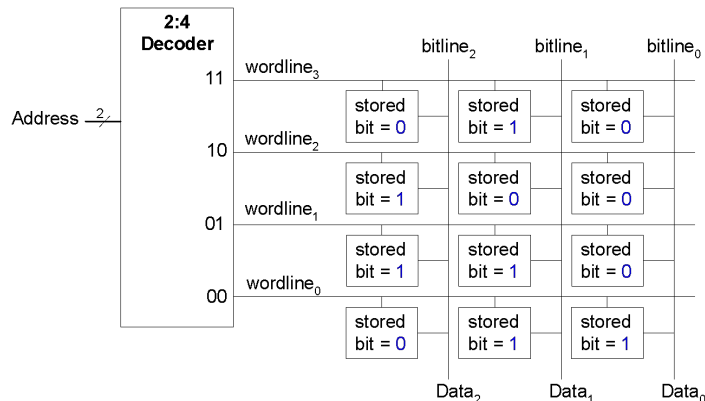 2:4
Decoder
bitline₂ bitline₁ bitline₀
11 wordline₃
Address 2
stored stored stored
bit = 0 bit = 1 bit = 0
10 wordline₂
stored stored stored
bit = 1 bit = 0 bit = 0
01 wordline₁
stored stored stored
bit = 1 bit = 1 bit = 0
00 wordline₀
stored stored stored
bit = 0 bit = 1 bit = 1
Data₂ Data₁ Data₀